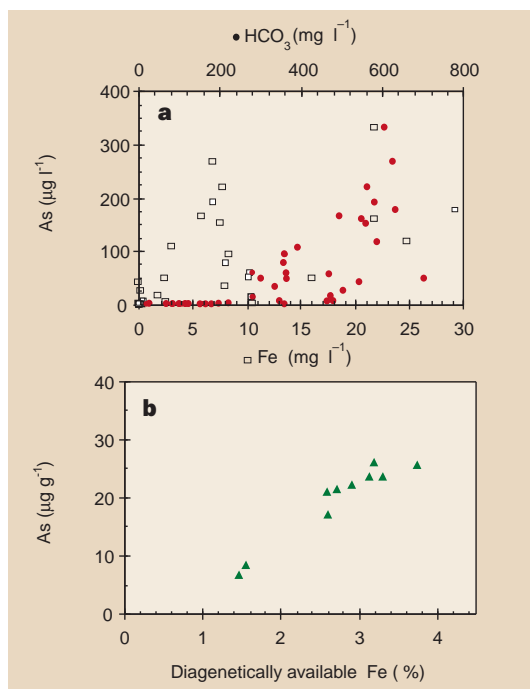 ● HCO3(mg l–1)
0 200 400 600 800
a
400
300
200
100
0
As (µg l-1)
0 5 10 15 20 25 30
□ Fe (mg l–1)
b
40
30
20
10
0
As (µg g-1)
0 1 2 3 4
Diagenetically available Fe ( %)